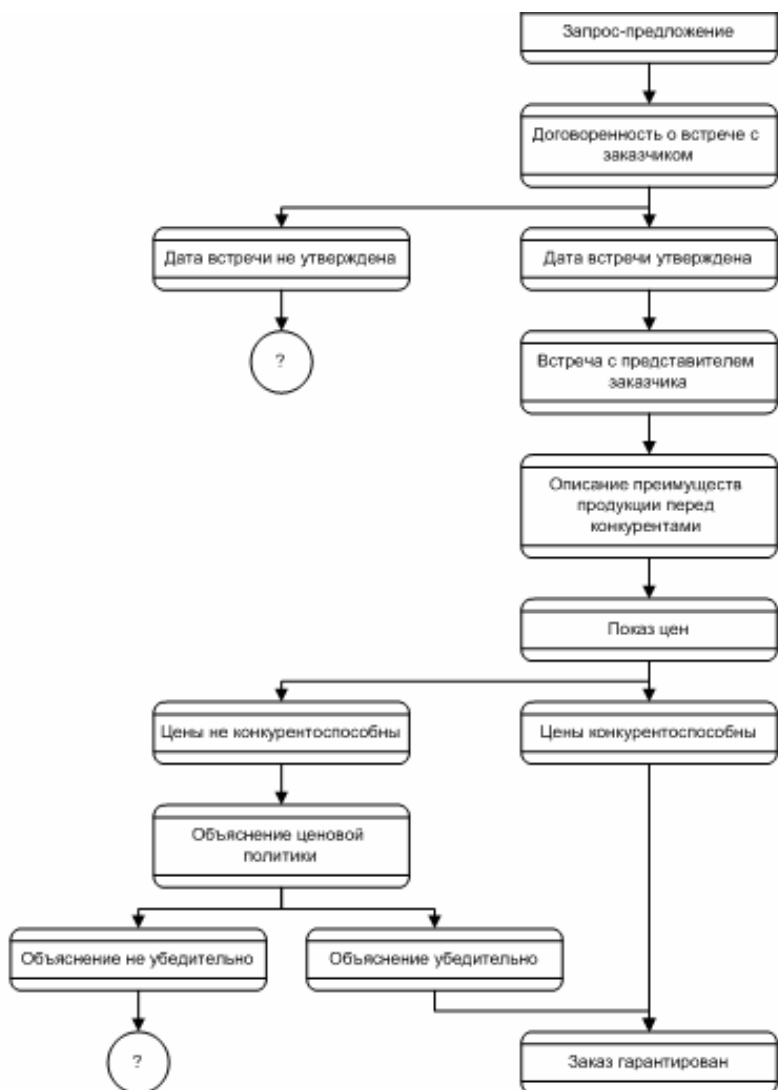 Запрос-предложение
Договоренность о встрече с
заказчиком
Дата встречи не утверждена
Дата встречи утверждена
?
Встреча с представителем
заказчика
Описание преимуществ
продукции перед
конкурентами
Показ цен
Цены не конкурентоспособны
Цены конкурентоспособны
Объяснение ценовой
политики
Объяснение не убедительно
Объяснение убедительно
?
Заказ гарантирован